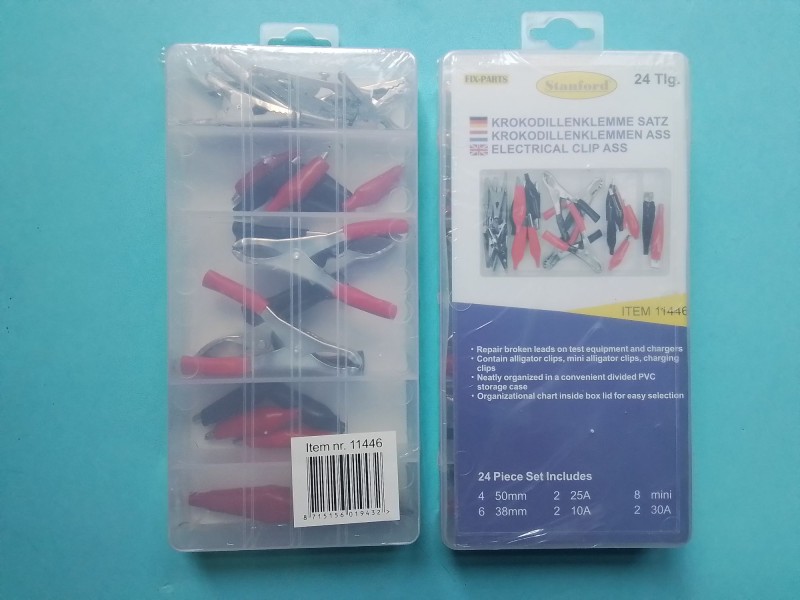 Item nr. 11446
8 715156 019432 >
FIX-PARTS
Stanford
24 Tlg.
KROKODILLENKLEMME SATZ
KROKODILLENKLEMMEN ASS
ELECTRICAL CLIP ASS
ITEM 11446
• Repair broken leads on test equipment and chargers
• Contain alligator clips, mini alligator clips, charging
clips
• Neatly organized in a convenient divided PVC
storage case
• Organizational chart inside box lid for easy selection
24 Piece Set Includes
4 50mm 2 25A 8 mini
6 38mm 2 10A 2 30A